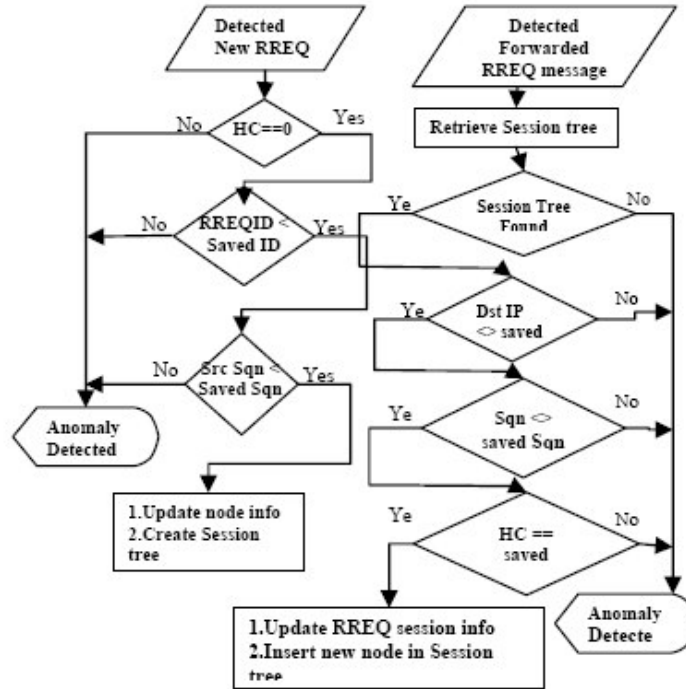 Detected
New RREQ
Detected
Forwarded
RREQ message
No
HC==0
Yes
Retrieve Session tree
Session Tree
Found
Ye
No
RREQID <
Saved ID
No
Yes
Dst IP
<> saved
Ye
No
Src Sqn <
Saved Sqn
No
Yes
Sqn <>
saved Sqn
Ye
No
Anomaly
Detected
1.Update node info
2.Create Session
tree
HC ==
saved
Ye
No
1.Update RREQ session info
2.Insert new node in Session
tree
Anomaly
Detecte